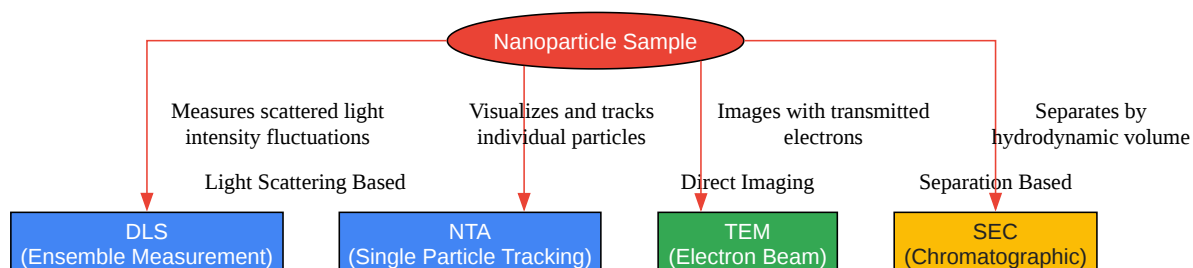 Nanoparticle Sample
Measures scattered light
intensity fluctuations
Visualizes and tracks
individual particles
Images with transmitted
electrons
Separates by
hydrodynamic volume
Light Scattering Based
Direct Imaging
Separation Based
DLS
(Ensemble Measurement)
NTA
(Single Particle Tracking)
TEM
(Electron Beam)
SEC
(Chromatographic)